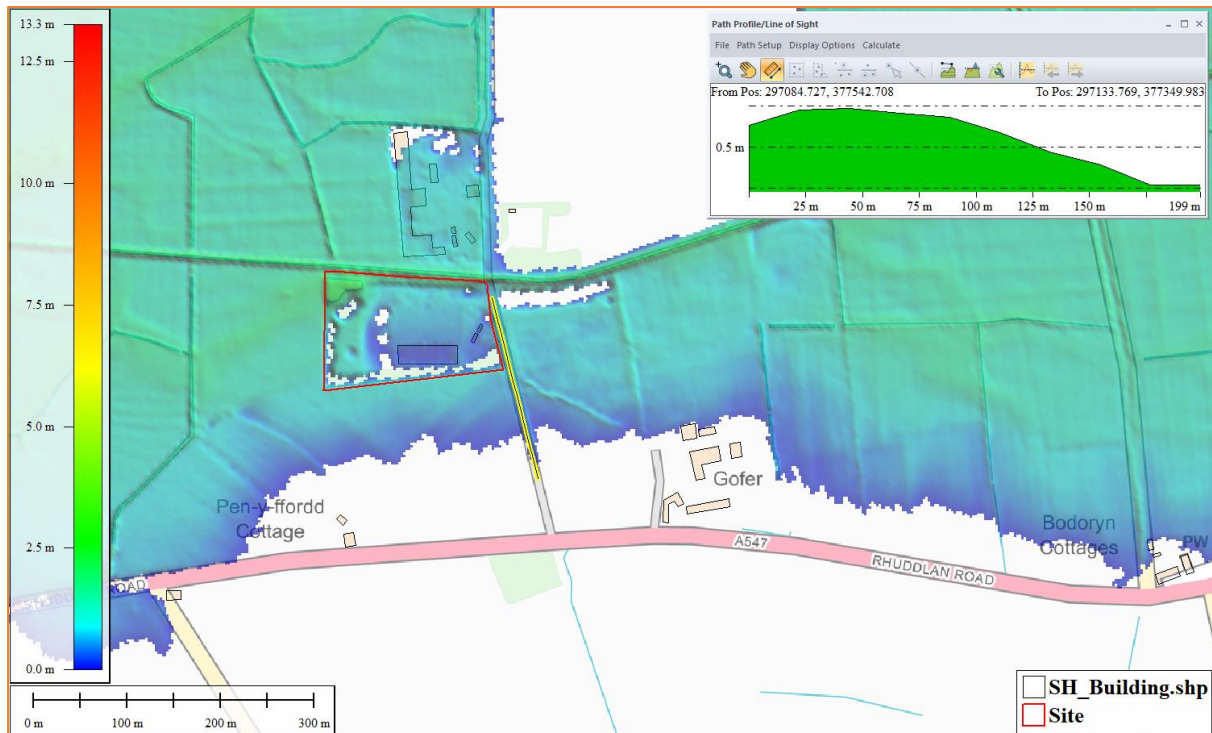 13.3 m
12.5 m
10.0 m
7.5 m
5.0 m
2.5 m
0.0 m
Path Profile/Line of Sight
File Path Setup Display Options Calculate
From Pos: 297084.727, 377542.708
To Pos: 297133.769, 377349.983
0.5 m
25 m 50 m 75 m 100 m 125 m 150 m 199 m
Pen-y-ffordd
Cottage
Gofer
Bodoryn
Cottages
PW
A547
RHUDDLAN ROAD
ROAD
0 m 100 m 200 m 300 m
SH_Building.shp
Site